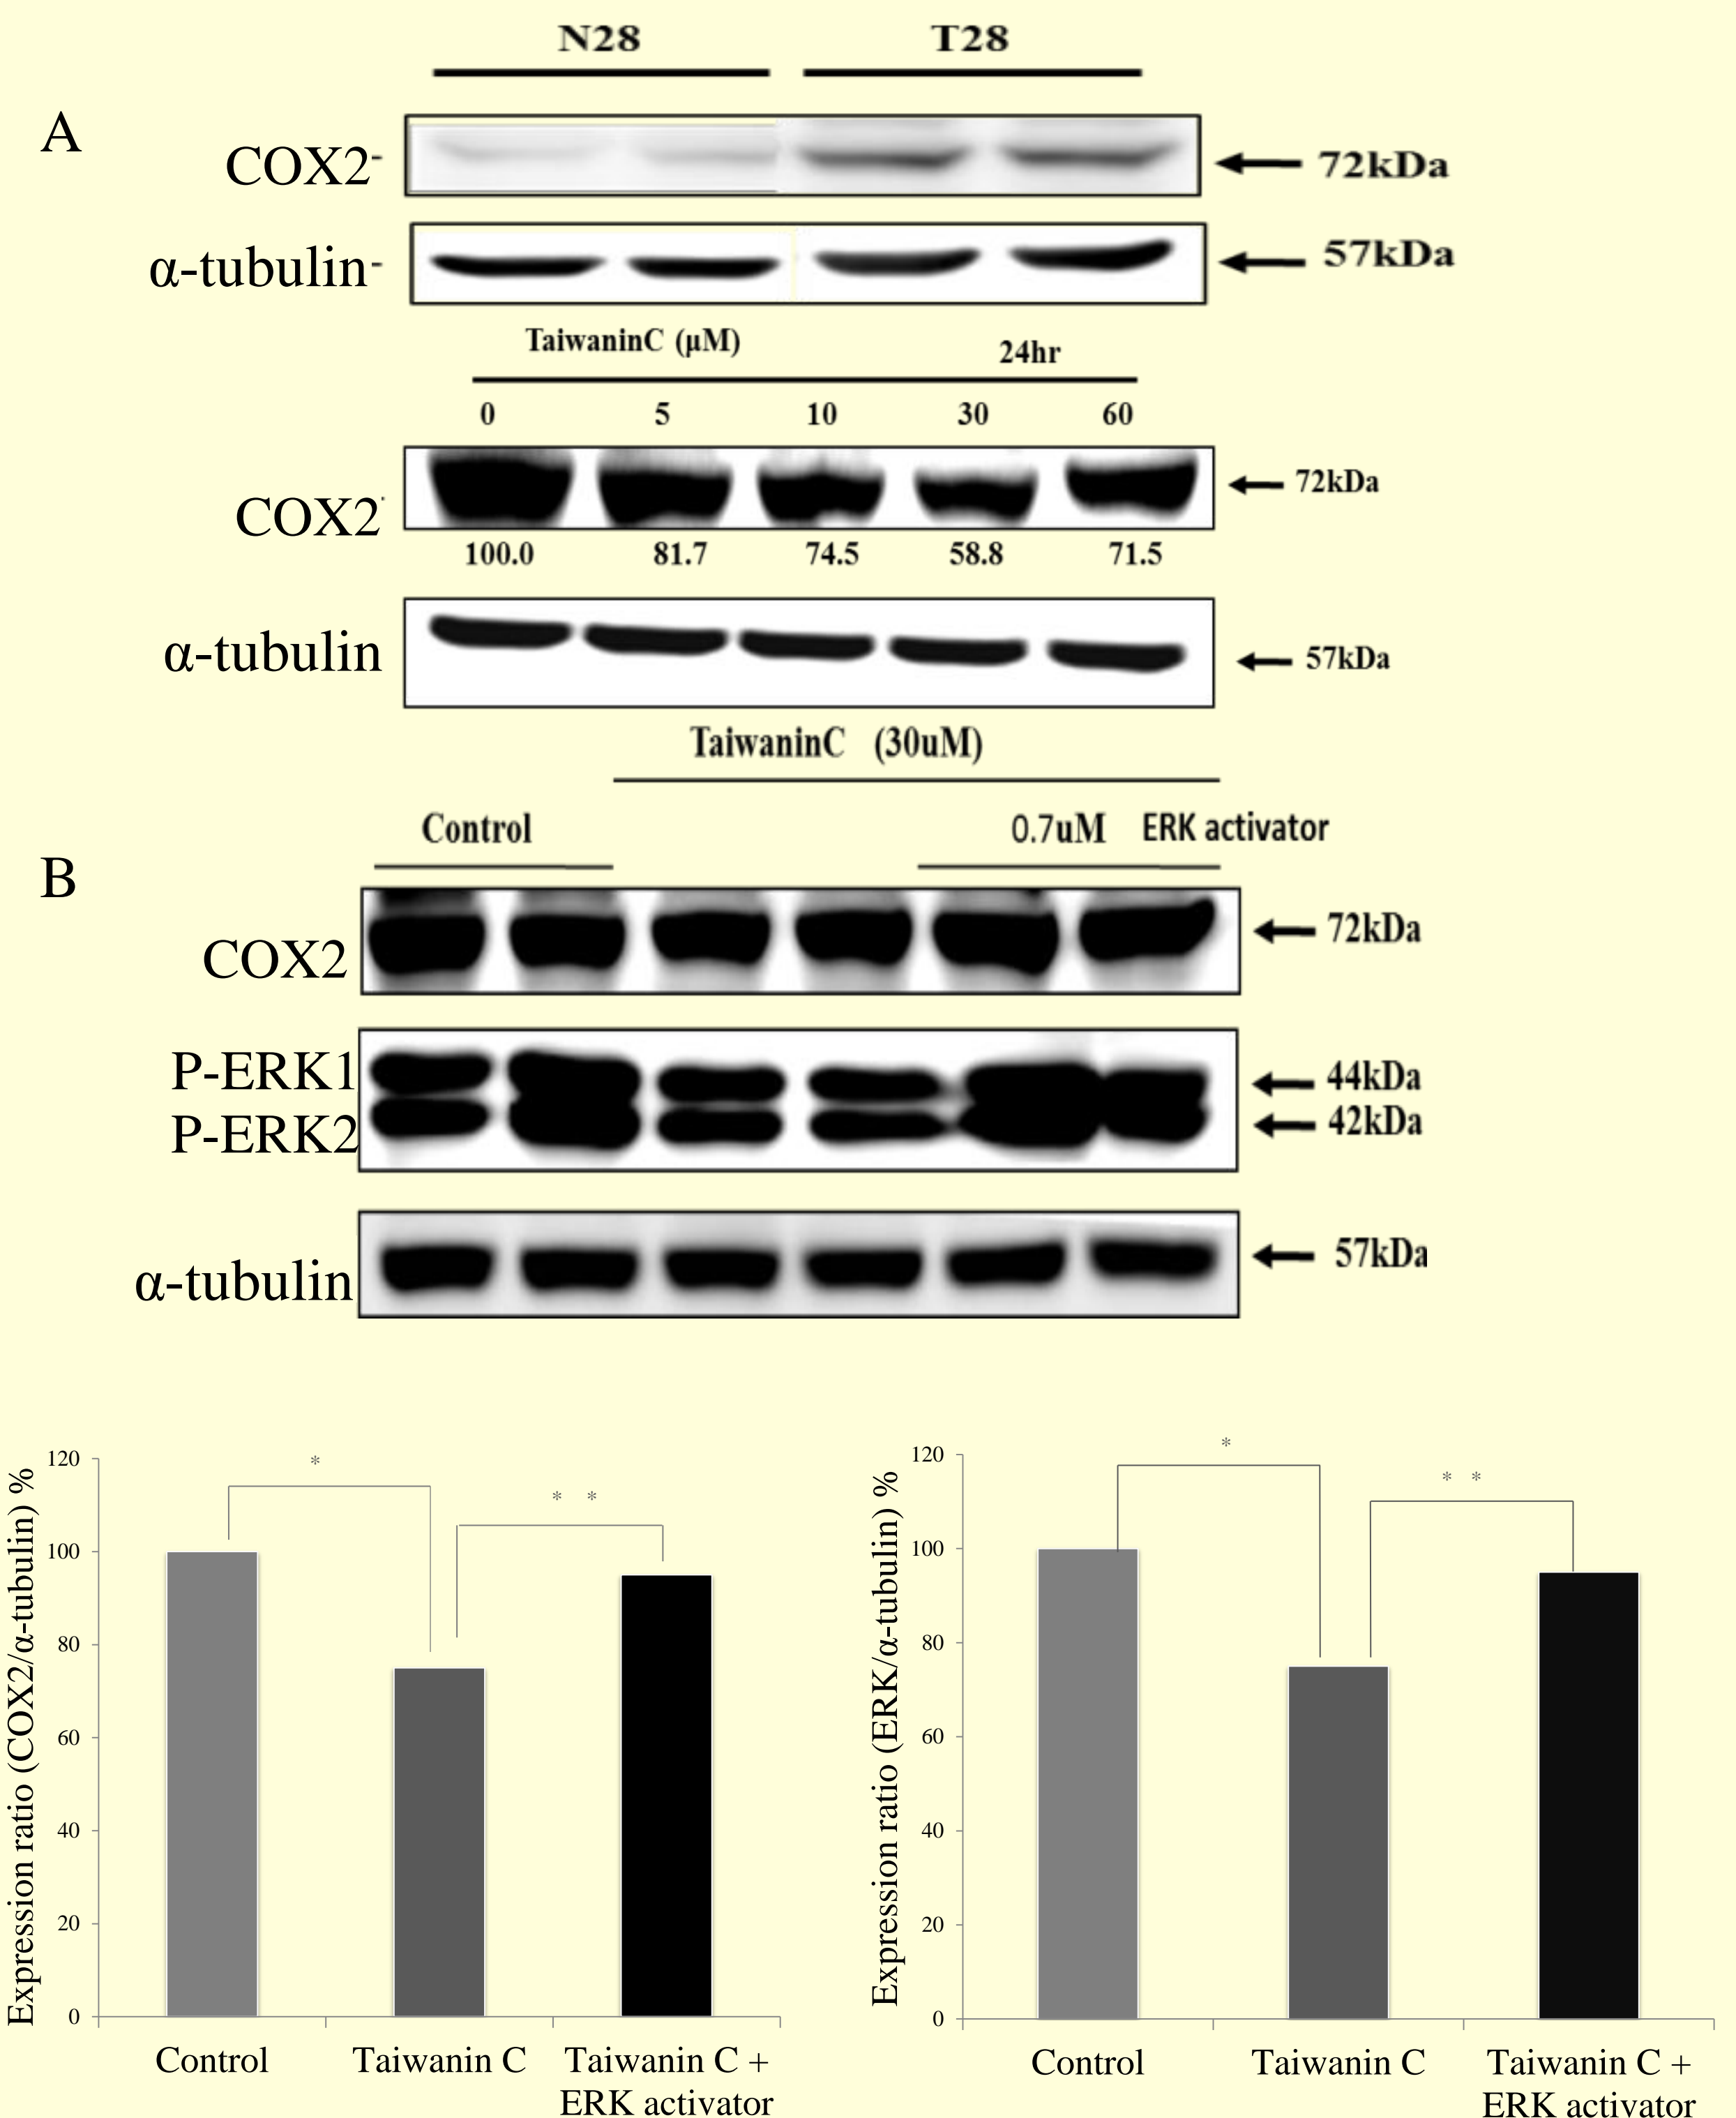 N28 T28
A
COX2- 72kDa
α-tubulin- 57kDa
TaiwaninC (μM) 24hr
0 5 10 30 60
COX2 72kDa
100.0 81.7 74.5 58.8 71.5
α-tubulin 57kDa
TaiwaninC (30uM)
Control 0.7uM ERK activator
B
COX2 72kDa
P-ERK1 44kDa
P-ERK2 42kDa
α-tubulin 57kDa
Expression ratio (COX2/α-tubulin) %
120
100
80
60
40
20
0
*
* *
Control Taiwanin C Taiwanin C +
ERK activator
Expression ratio (ERK/α-tubulin) %
120
100
80
60
40
20
0
*
* *
Control Taiwanin C Taiwanin C +
ERK activator